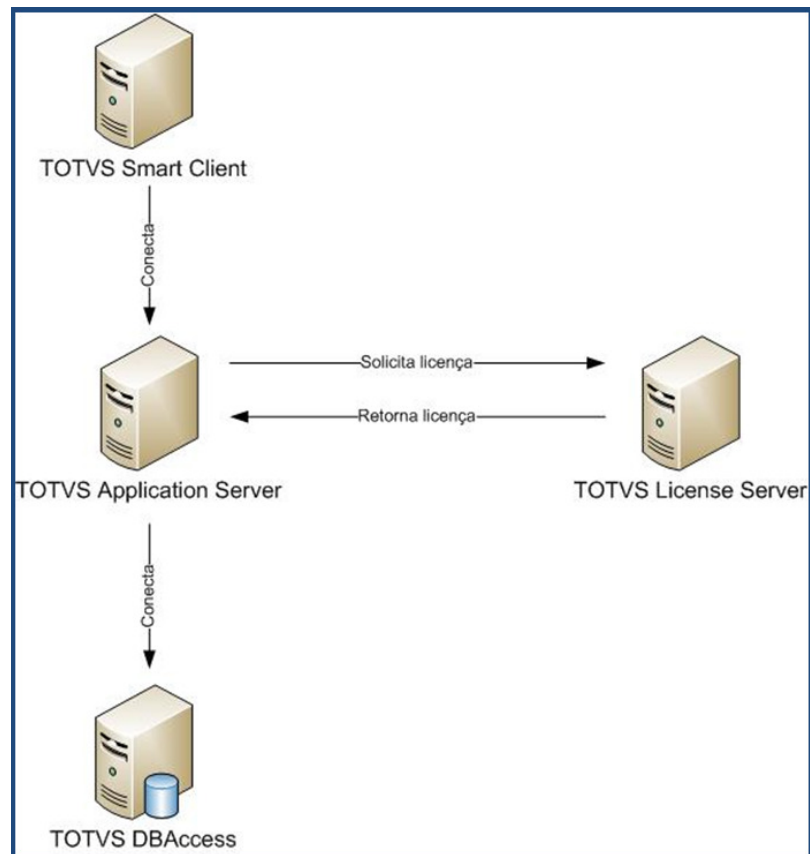 TOTVS Smart Client
Conecta
Solicita licença
Retorna licença
TOTVS Application Server
TOTVS License Server
Conecta
TOTVS DBAccess